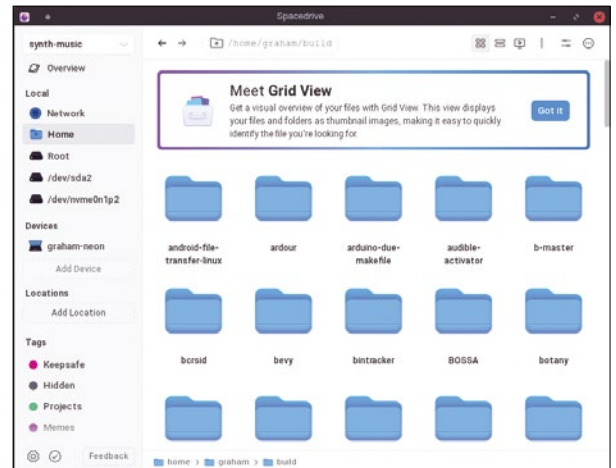 Spacedrive
synth-music
/home/graham/build
Overview
Local
Network
Home
Root
/dev/sda2
/dev/nvme0n1p2
Devices
graham-neon
Add Device
Locations
Add Location
Tags
Keepsafe
Hidden
Projects
Memes
Feedback
Meet Grid View
Get a visual overview of your files with Grid View. This view displays
your files and folders as thumbnail images, making it easy to quickly
identify the file you're looking for.
Got it
android-file-
transfer-linux
ardour
arduino-due-
makefile
audible-
activator
b-master
bcrsid
bevy
bintracker
BOSSA
botany
home > graham > build